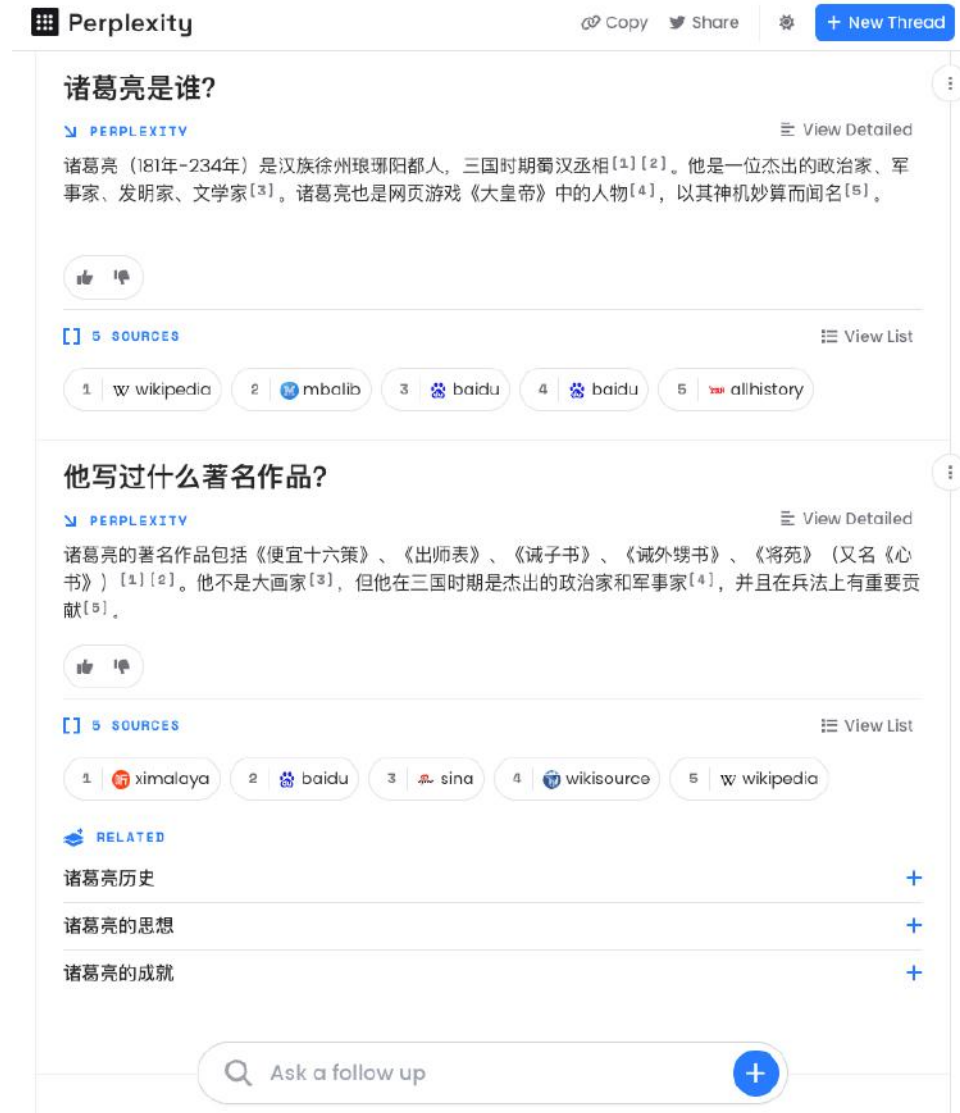 Perplexity Copy Share + New Thread
诸葛亮是谁?
PERPLEXITY View Detailed
诸葛亮（181年-234年）是汉族徐州琅琊阳都人，三国时期蜀汉丞相[1][2]。他是一位杰出的政治家、军
事家、发明家、文学家[3]。诸葛亮也是网页游戏《大皇帝》中的人物[4]，以其神机妙算而闻名[5]。
5 SOURCES View List
1 W wikipedia 2 mbalib 3 baidu 4 baidu 5 allhistory
他写过什么著名作品?
PERPLEXITY View Detailed
诸葛亮的著名作品包括《便宜十六策》、《出师表》、《诫子书》、《诫外甥书》、《将苑》（又名《心
书》）[1][2]。他不是大画家[3]，但他在三国时期是杰出的政治家和军事家[4]，并且在兵法上有重要贡
献[5]。
5 SOURCES View List
1 听 ximalaya 2 baidu 3 sina 4 wikisource 5 W wikipedia
RELATED
诸葛亮历史 +
诸葛亮的思想 +
诸葛亮的成就 +
Ask a follow up +